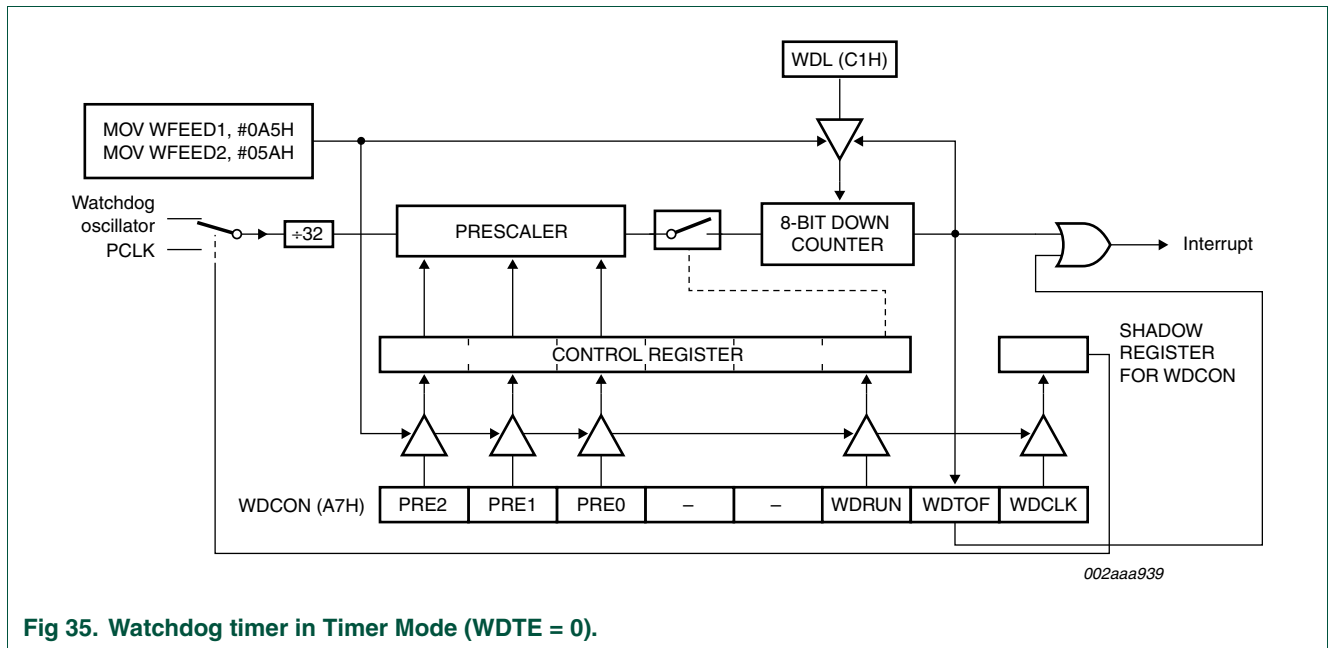 WDL (C1H)
MOV WFEED1, #0A5H
MOV WFEED2, #05AH
Watchdog
oscillator
PCLK
÷32
PRESCALER
8-BIT DOWN
COUNTER
Interrupt
CONTROL REGISTER
SHADOW
REGISTER
FOR WDCON
WDCON (A7H)
PRE2
PRE1
PRE0
–
–
WDRUN
WDTOF
WDCLK
002aaa939
Fig 35. Watchdog timer in Timer Mode (WDTE = 0).